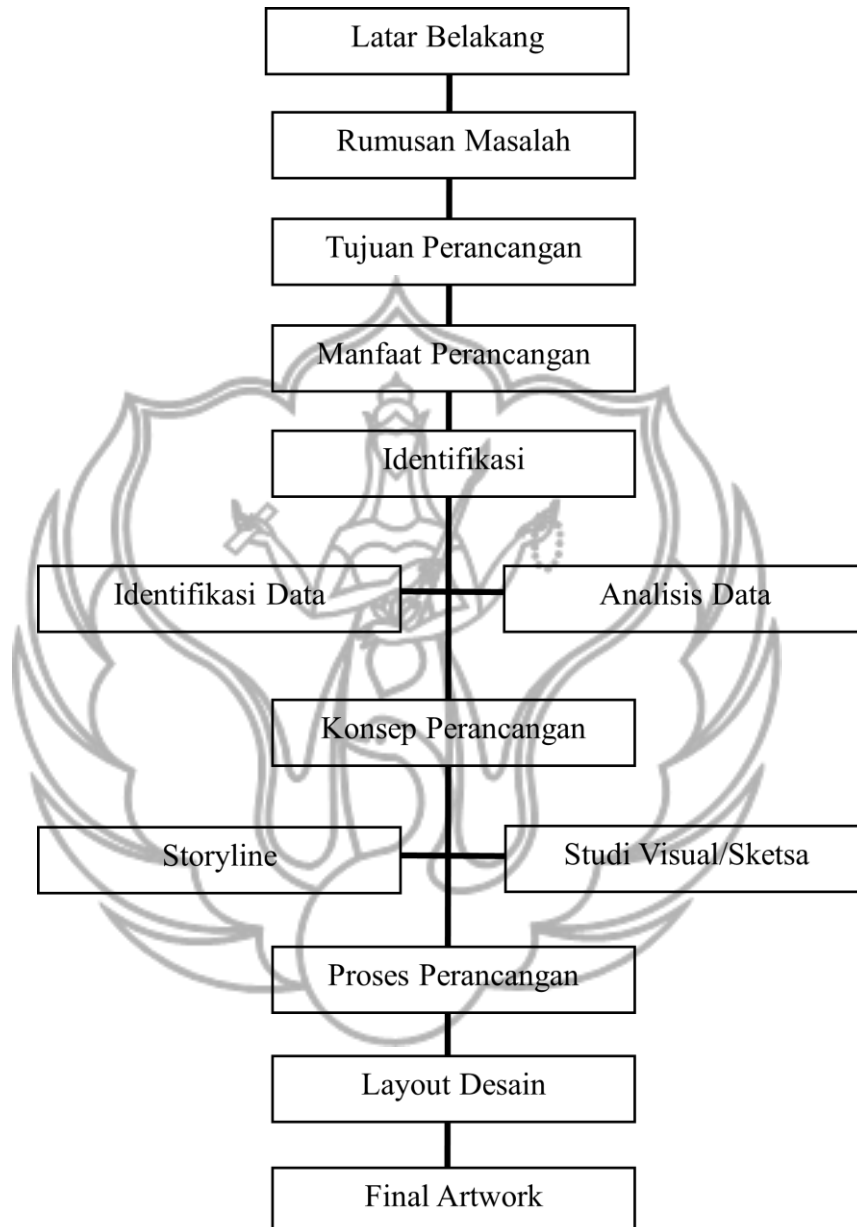 Latar Belakang
Rumusan Masalah
Tujuan Perancangan
Manfaat Perancangan
Identifikasi
Identifikasi Data
Analisis Data
Konsep Perancangan
Storyline
Studi Visual/Sketsa
Proses Perancangan
Layout Desain
Final Artwork